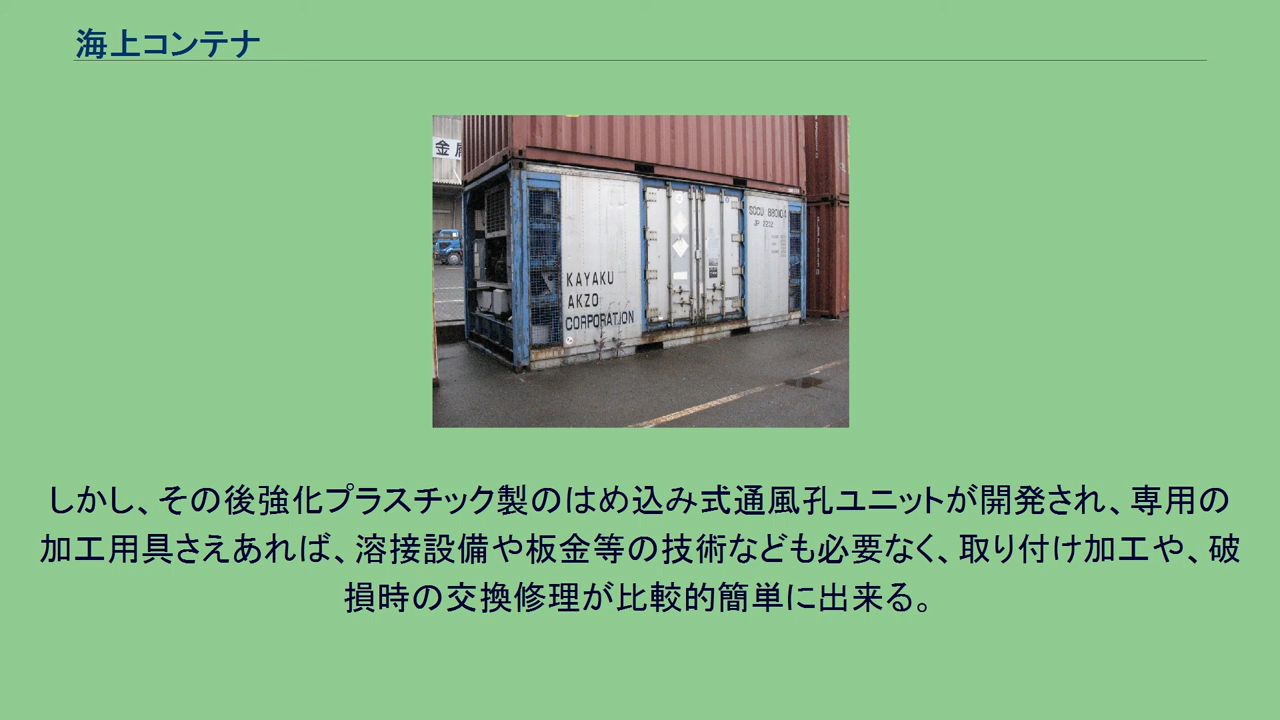 海上コンテナ
金属
KAYAKU
AKZO
CORPORATION
SCCU
JP 2212
しかし、その後強化プラスチック製のはめ込み式通風孔ユニットが開発され、専用の
加工用具さえあれば、溶接設備や板金等の技術なども必要なく、取り付け加工や、破
損時の交換修理が比較的簡単に出来る。